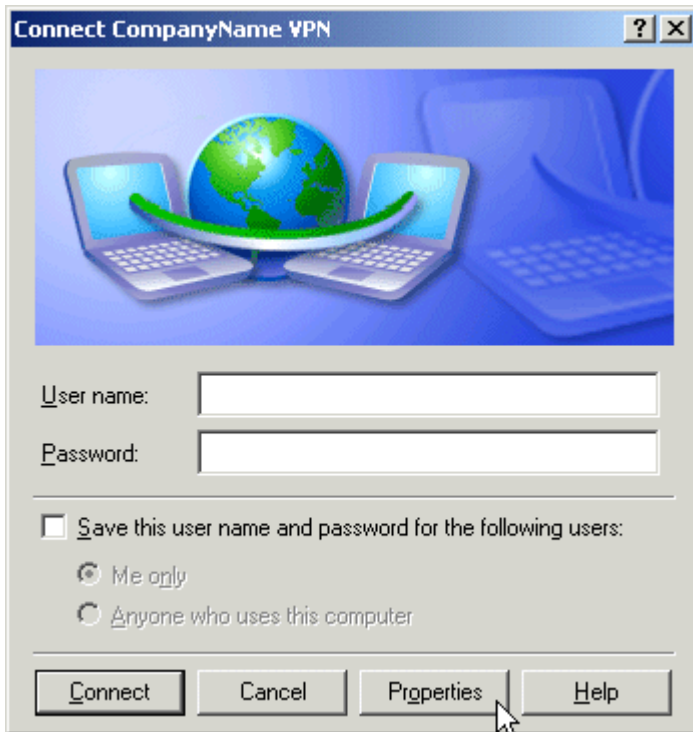 Connect CompanyName VPN
User name:
Password:
Save this user name and password for the following users:
Me only
Anyone who uses this computer
Connect Cancel Properties Help